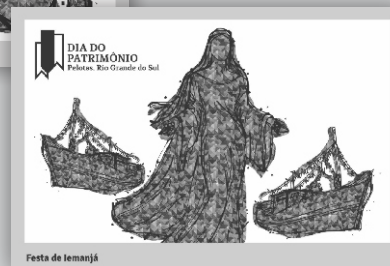 DIA DO
PATRIMÔNIO
Pelotas. Rio Grande do Sul
Festa de Iemanjá